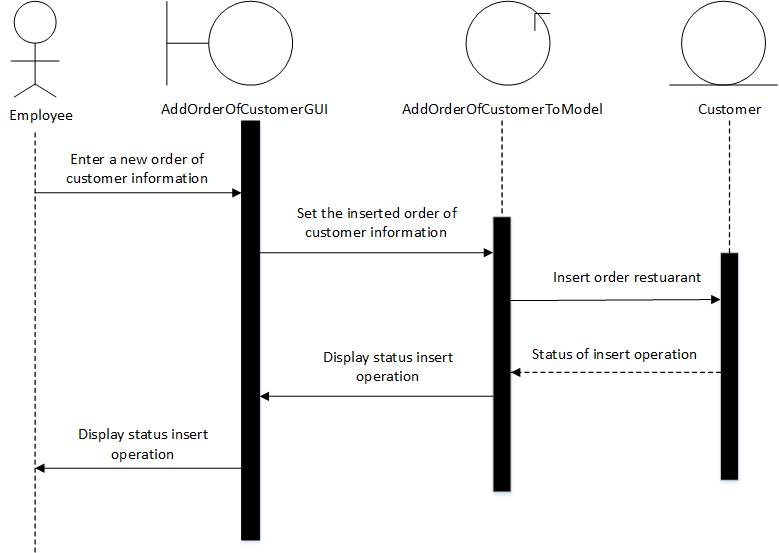 Employee
AddOrderOfCustomerGUI
AddOrderOfCustomerToModel
Customer
Enter a new order of
customer information
Set the inserted order of
customer information
Insert order restuarant
Status of insert operation
Display status insert
operation
Display status insert
operation